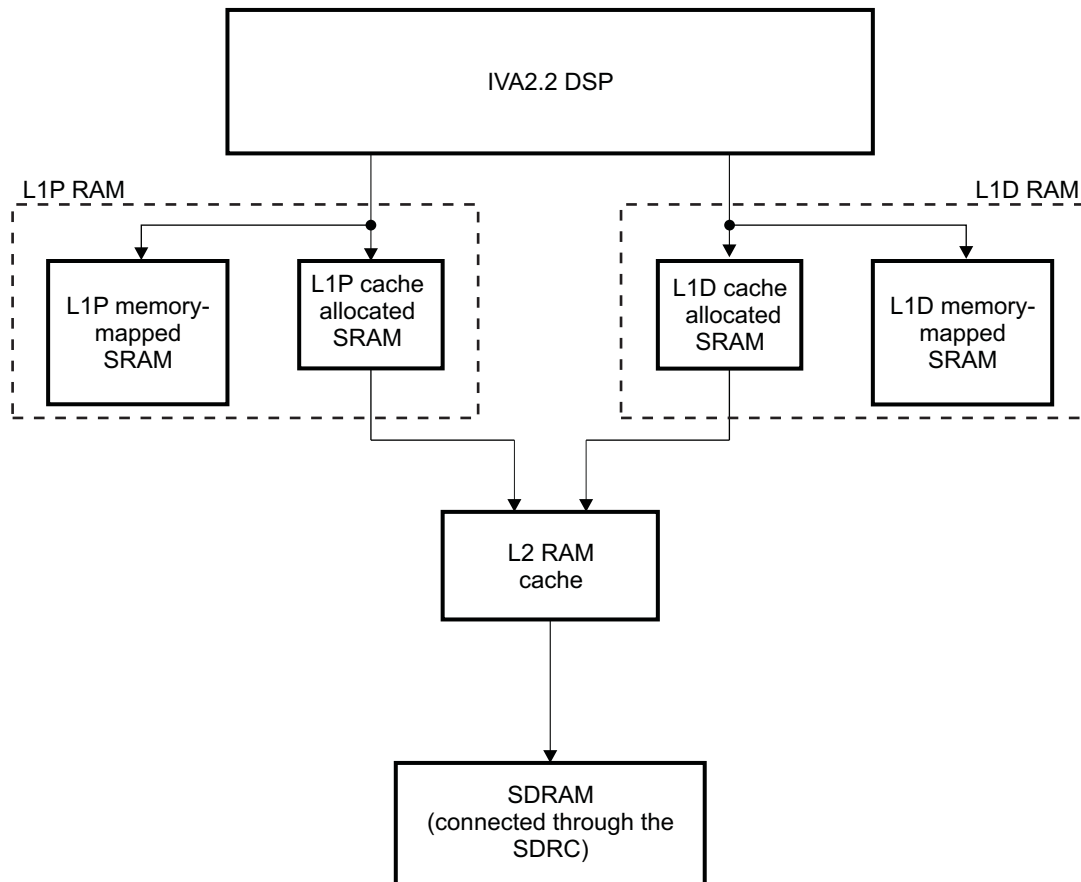 IVA2.2 DSP
L1P RAM
L1D RAM
L1P memory-
mapped
SRAM
L1P cache
allocated
SRAM
L1D cache
allocated
SRAM
L1D memory-
mapped
SRAM
L2 RAM
cache
SDRAM
(connected through the
SDRC)